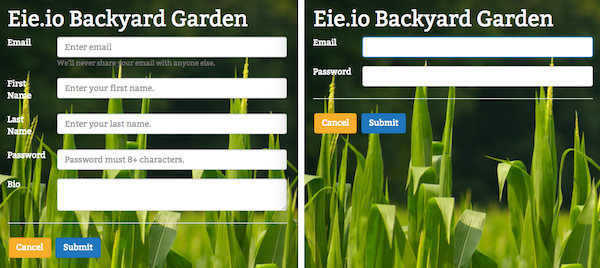 Eie.io Backyard Garden
Email
Enter email
We'll never share your email with anyone else.
First
Name
Enter your first name.
Last
Name
Enter your last name.
Password
Password must 8+ characters.
Bio
Cancel
Submit
Eie.io Backyard Garden
Email
Password
Cancel
Submit